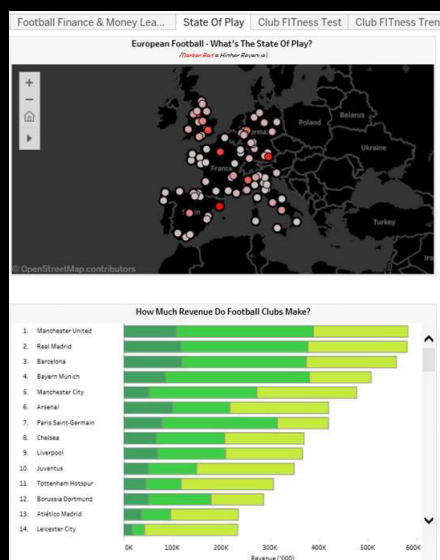 Football Finance & Money Lea... State Of Play Club FITness Test Club FITness Tren
European Football - What's The State Of Play?
(Darker Red = Higher Revenue)
Poland
Belarus
Ukraine
France
Turkey
© OpenStreetMap contributors
How Much Revenue Do Football Clubs Make?
1. Manchester United
2. Real Madrid
3. Barcelona
4. Bayern Munich
5. Manchester City
6. Arsenal
7. Paris Saint-Germain
8. Chelsea
9. Liverpool
10. Juventus
11. Tottenham Hotspur
12. Borussia Dortmund
13. Atlético Madrid
14. Leicester City
0K 100K 200K 300K 400K 500K 600K
Revenue ('000)